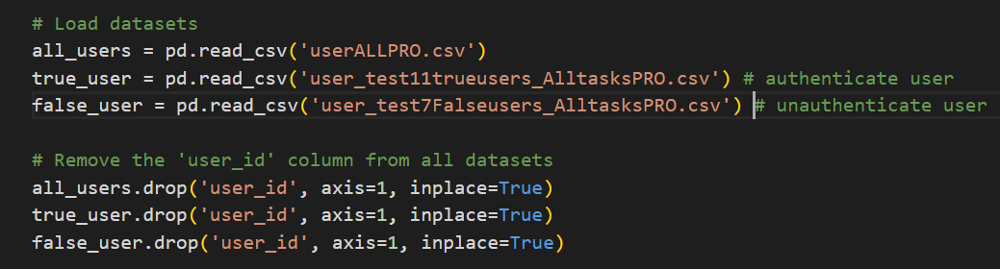 # Load datasets
all_users = pd.read_csv('userALLPRO.csv')
true_user = pd.read_csv('user_test11trueusers_AlltasksPRO.csv') # authenticate user
false_user = pd.read_csv('user_test7Falseusers_AlltasksPRO.csv') # unauthenticate user
# Remove the 'user_id' column from all datasets
all_users.drop('user_id', axis=1, inplace=True)
true_user.drop('user_id', axis=1, inplace=True)
false_user.drop('user_id', axis=1, inplace=True)